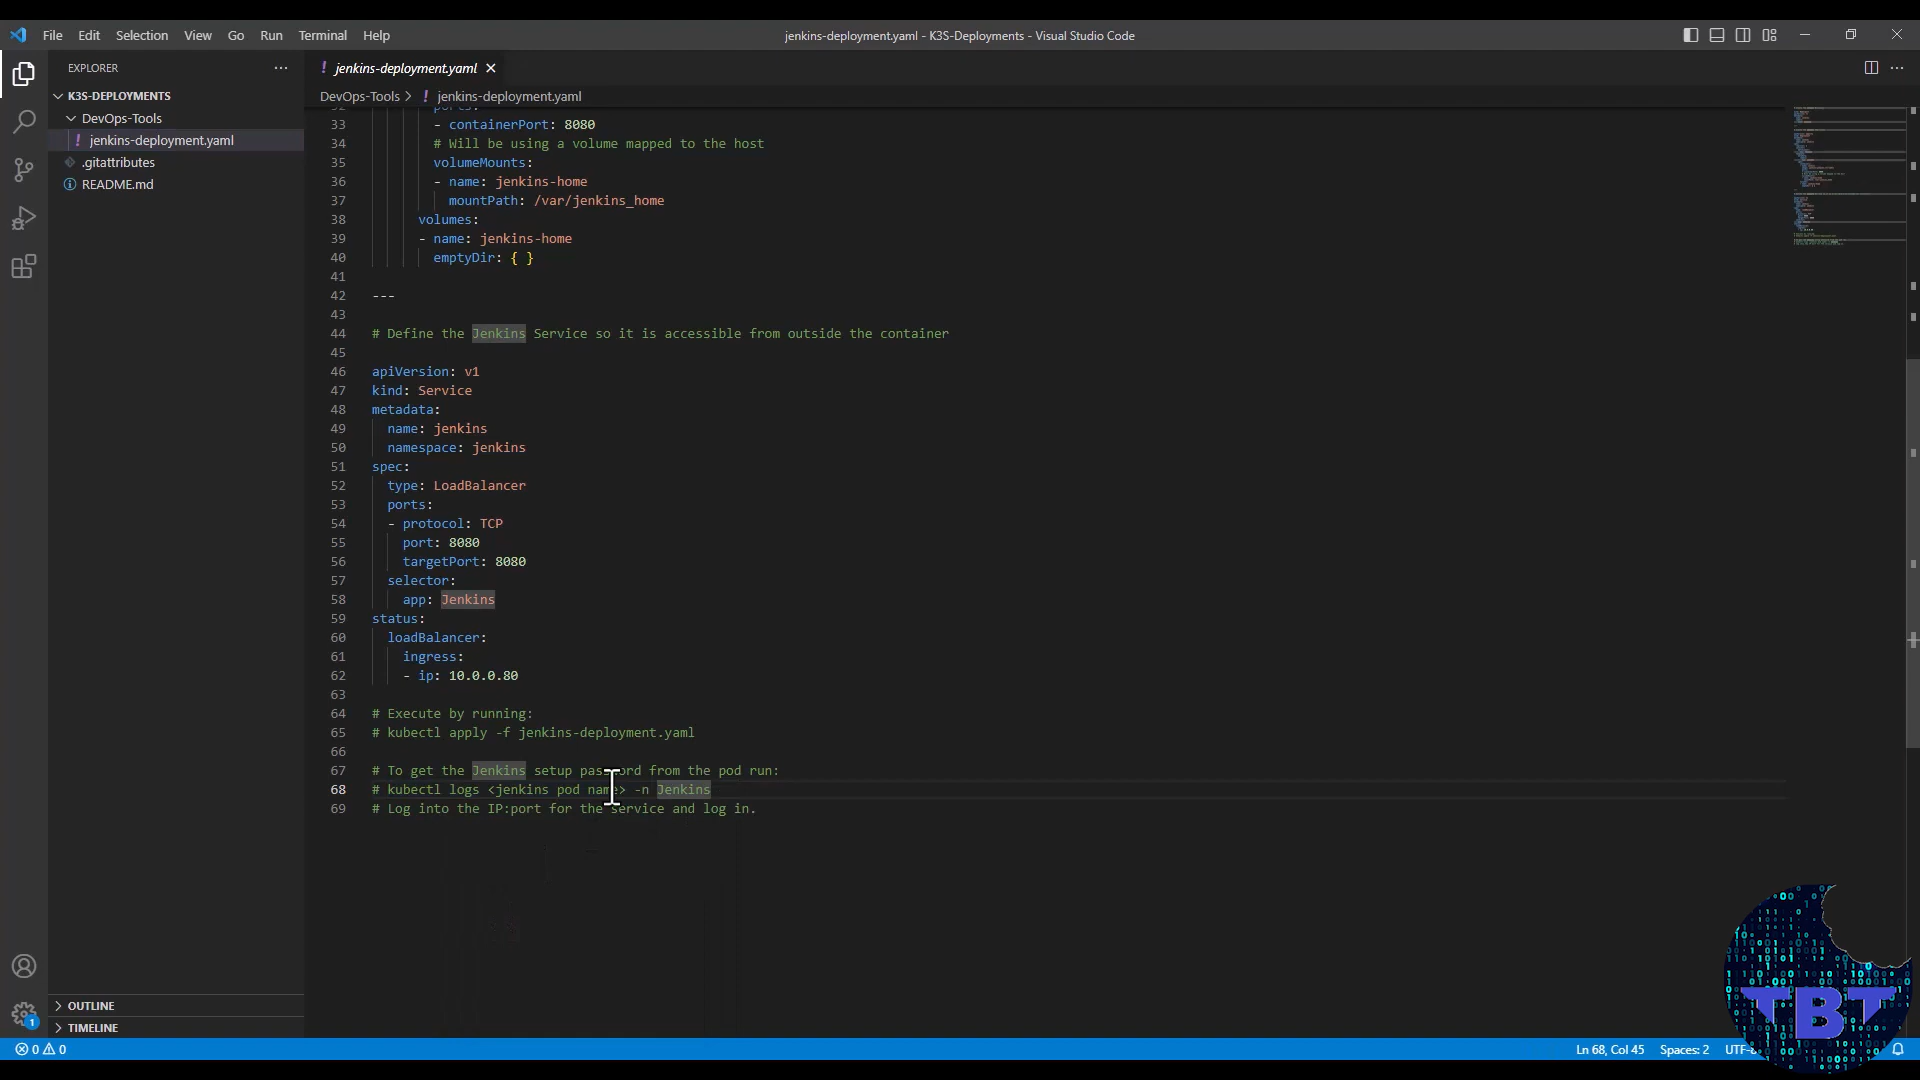 File Edit Selection View Go Run Terminal Help
jenkins-deployment.yaml - K3S-Deployments - Visual Studio Code
EXPLORER
K3S-DEPLOYMENTS
DevOps-Tools
! jenkins-deployment.yaml
.gitattributes
README.md
OUTLINE
TIMELINE
! jenkins-deployment.yaml
DevOps-Tools > ! jenkins-deployment.yaml
33 - containerPort: 8080
34 # Will be using a volume mapped to the host
35 volumeMounts:
36 - name: jenkins-home
37 mountPath: /var/jenkins_home
38 volumes:
39 - name: jenkins-home
40 emptyDir: { }
41
42 ---
43
44 # Define the Jenkins Service so it is accessible from outside the container
45
46 apiVersion: v1
47 kind: Service
48 metadata:
49 name: jenkins
50 namespace: jenkins
51 spec:
52 type: LoadBalancer
53 ports:
54 - protocol: TCP
55 port: 8080
56 targetPort: 8080
57 selector:
58 app: Jenkins
59 status:
60 loadBalancer:
61 ingress:
62 - ip: 10.0.0.80
63
64 # Execute by running:
65 # kubectl apply -f jenkins-deployment.yaml
66
67 # To get the Jenkins setup password from the pod run:
68 # kubectl logs <jenkins pod name> -n Jenkins
69 # Log into the IP:port for the service and log in.
TBT
1
0 0
Ln 68, Col 45 Spaces: 2